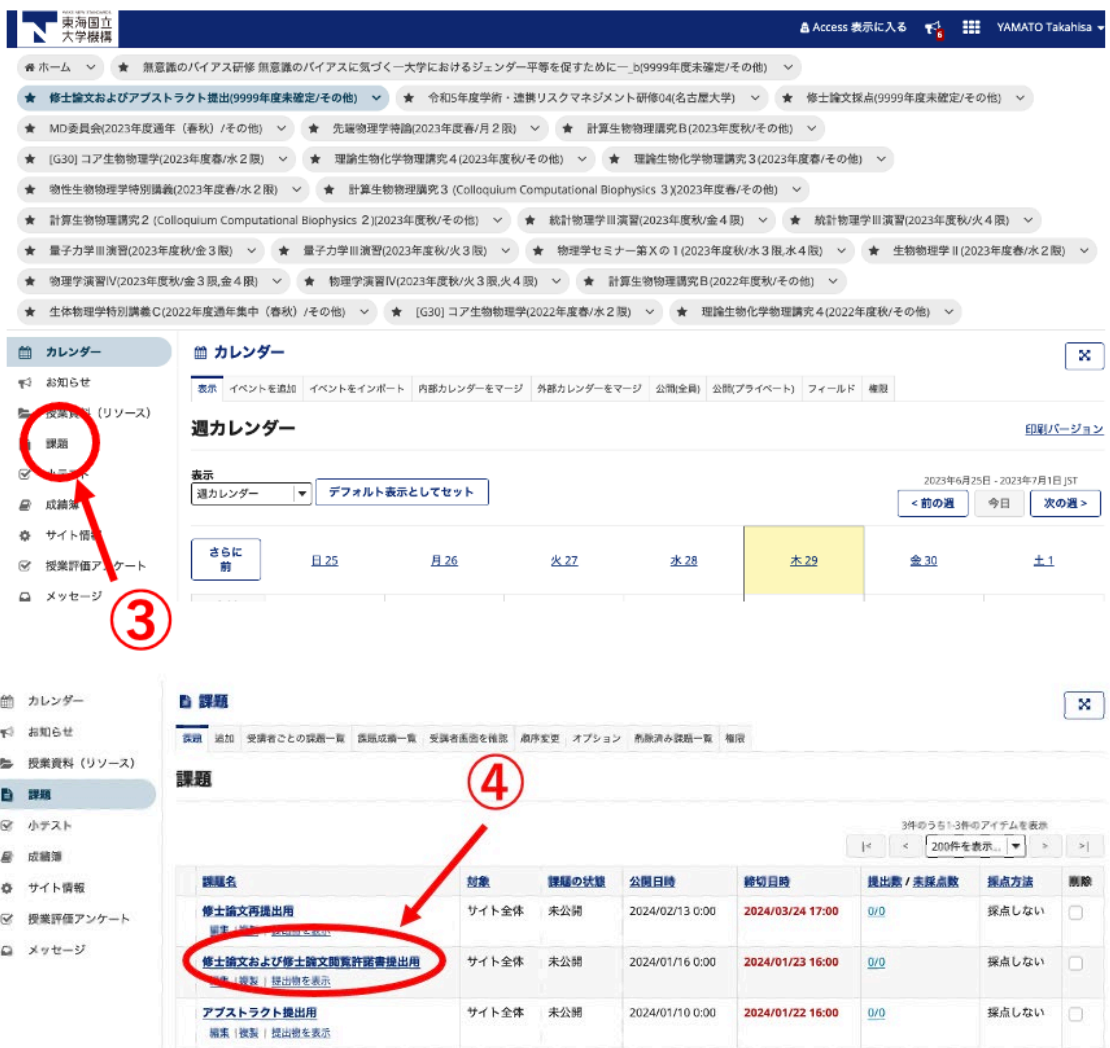 東海国立
大学機構
Access 表示に入る 6 YAMATO Takahisa
ホーム ★ 無意識のバイアス研修 無意識のバイアスに気づく―大学におけるジェンダー平等を促すために―_b(9999年度未確定/その他)
★ 修士論文およびアブストラクト提出(9999年度未確定/その他) ★ 令和5年度学術・連携リスクマネジメント研修04(名古屋大学) ★ 修士論文採点(9999年度未確定/その他)
★ MD委員会(2023年度通年（春秋）/その他) ★ 先端物理学特論(2023年度春/月２限) ★ 計算生物物理講究Ｂ(2023年度秋/その他)
★ [G30] コア生物物理学(2023年度春/水２限) ★ 理論生物化学物理講究４(2023年度秋/その他) ★ 理論生物化学物理講究３(2023年度春/その他)
★ 物性生物物理学特別講義(2023年度春/水２限) ★ 計算生物物理講究３ (Colloquium Computational Biophysics ３)(2023年度春/その他)
★ 計算生物物理講究２ (Colloquium Computational Biophysics ２)(2023年度秋/その他) ★ 統計物理学III演習(2023年度秋/金４限) ★ 統計物理学III演習(2023年度秋/火４限)
★ 量子力学III演習(2023年度秋/金３限) ★ 量子力学III演習(2023年度秋/火３限) ★ 物理学セミナー第Ｘの１(2023年度秋/水３限,水４限) ★ 生物物理学Ⅱ(2023年度春/水２限)
★ 物理学演習IV(2023年度秋/金３限,金４限) ★ 物理学演習IV(2023年度秋/火３限,火４限) ★ 計算生物物理講究Ｂ(2022年度秋/その他)
★ 生体物理学特別講義Ｃ(2022年度通年集中（春秋）/その他) ★ [G30] コア生物物理学(2022年度春/水２限) ★ 理論生物化学物理講究４(2022年度秋/その他)
カレンダー
お知らせ
授業資料（リソース）
課題
小テスト
成績簿
サイト情報
授業評価アンケート
メッセージ
③
カレンダー
表示 イベントを追加 イベントをインポート 内部カレンダーをマージ 外部カレンダーをマージ 公開(全員) 公開(プライベート) フィールド 権限
週カレンダー 印刷バージョン
表示
週カレンダー デフォルト表示としてセット
2023年6月25日 - 2023年7月1日 JST
< 前の週 今日 次の週 >
さらに前 日 25 月 26 火 27 水 28 木 29 金 30 土 1
カレンダー
お知らせ
授業資料（リソース）
課題
小テスト
成績簿
サイト情報
授業評価アンケート
メッセージ
課題
課題 追加 受講者ごとの課題一覧 課題成績一覧 受講者画面を確認 順序変更 オプション 削除済み課題一覧 権限
課題
④
3件のうち1-3件のアイテムを表示
|< < 200件を表示... > >|
課題名 対象 課題の状態 公開日時 締切日時 提出数 / 未採点数 採点方法 削除
修士論文再提出用 サイト全体 未公開 2024/02/13 0:00 2024/03/24 17:00 0/0 採点しない
編集 | 複製 | 提出物を表示
修士論文および修士論文閲覧許諾書提出用 サイト全体 未公開 2024/01/16 0:00 2024/01/23 16:00 0/0 採点しない
編集 | 複製 | 提出物を表示
アブストラクト提出用 サイト全体 未公開 2024/01/10 0:00 2024/01/22 16:00 0/0 採点しない
編集 | 複製 | 提出物を表示